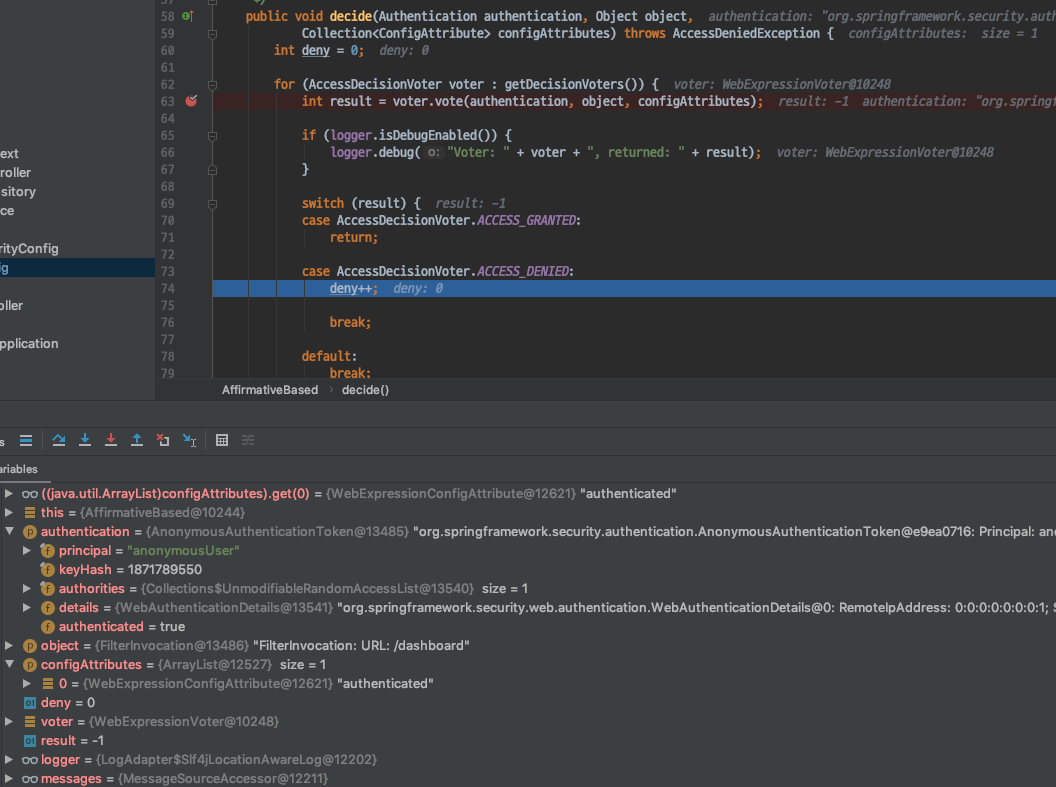 57 */
58 public void decide(Authentication authentication, Object object, authentication: "org.springframework.security.auth
59 Collection<ConfigAttribute> configAttributes) throws AccessDeniedException { configAttributes: size = 1
60 int deny = 0; deny: 0
61
62 for (AccessDecisionVoter voter : getDecisionVoters()) { voter: WebExpressionVoter@10248
63 int result = voter.vote(authentication, object, configAttributes); result: -1 authentication: "org.springf
64
65 if (logger.isDebugEnabled()) {
66 logger.debug( o: "Voter: " + voter + ", returned: " + result); voter: WebExpressionVoter@10248
67 }
68
69 switch (result) { result: -1
70 case AccessDecisionVoter.ACCESS_GRANTED:
71 return;
72
73 case AccessDecisionVoter.ACCESS_DENIED:
74 deny++; deny: 0
75
76 break;
77
78 default:
79 break;
ext
roller
sitory
ce
rityConfig
ig
oller
pplication
AffirmativeBased › decide()
s
ariables
((java.util.ArrayList)configAttributes).get(0) = {WebExpressionConfigAttribute@12621} "authenticated"
this = {AffirmativeBased@10244}
authentication = {AnonymousAuthenticationToken@13485} "org.springframework.security.authentication.AnonymousAuthenticationToken@e9ea0716: Principal: ano
principal = "anonymousUser"
keyHash = 1871789550
authorities = {Collections$UnmodifiableRandomAccessList@13540} size = 1
details = {WebAuthenticationDetails@13541} "org.springframework.security.web.authentication.WebAuthenticationDetails@0: RemoteIpAddress: 0:0:0:0:0:0:0:1; S
authenticated = true
object = {FilterInvocation@13486} "FilterInvocation: URL: /dashboard"
configAttributes = {ArrayList@12527} size = 1
0 = {WebExpressionConfigAttribute@12621} "authenticated"
deny = 0
voter = {WebExpressionVoter@10248}
result = -1
logger = {LogAdapter$Slf4jLocationAwareLog@12202}
messages = {MessageSourceAccessor@12211}